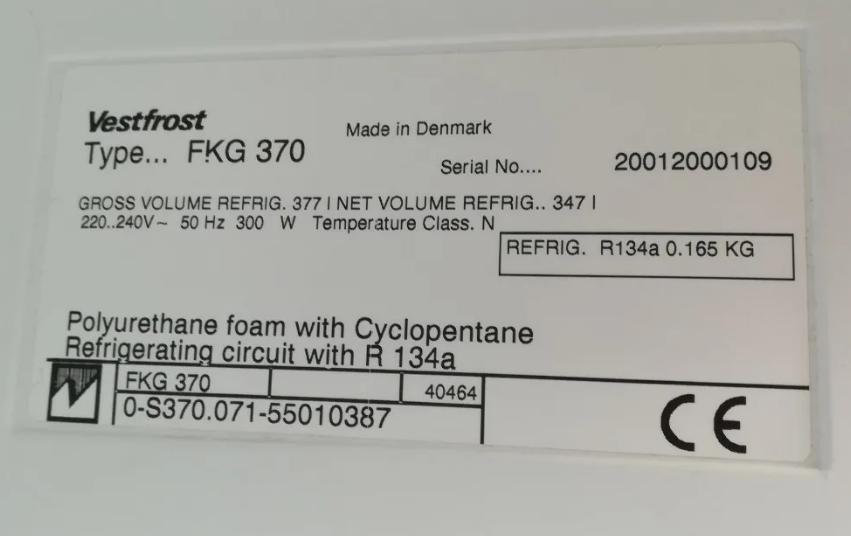 Vestfrost
Made in Denmark
Type... FKG 370
Serial No.... 20012000109
GROSS VOLUME REFRIG. 377 l NET VOLUME REFRIG.. 347 l
220..240V~ 50 Hz 300 W Temperature Class. N
REFRIG. R134a 0.165 KG
Polyurethane foam with Cyclopentane
Refrigerating circuit with R 134a
FKG 370 40464
0-S370.071-55010387
CE